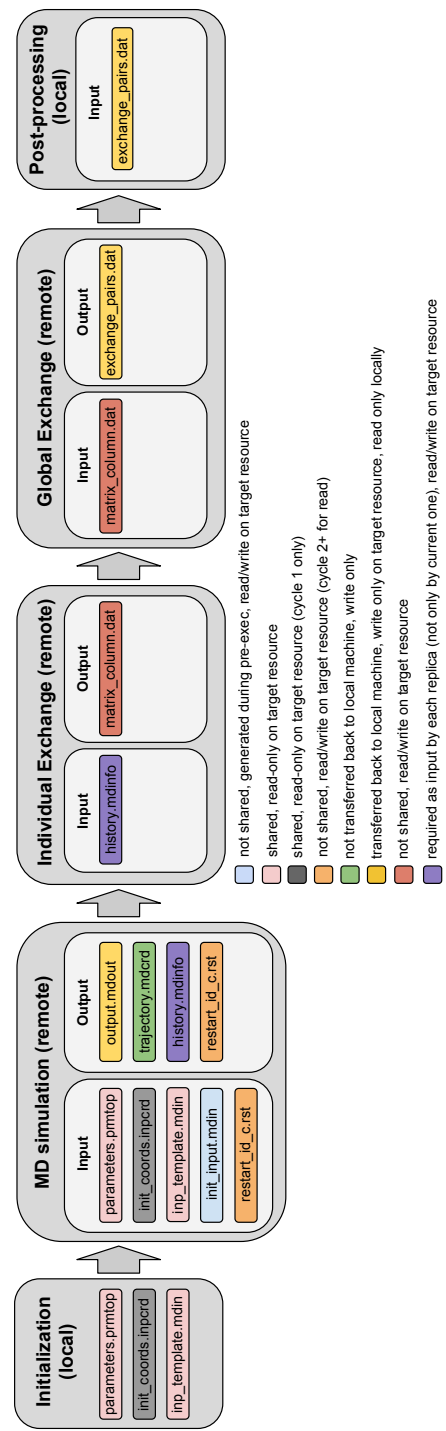 Initialization
(local)
parameters.prmtop
init_coords.inpcrd
inp_template.mdin
MD simulation (remote)
Input
parameters.prmtop
init_coords.inpcrd
inp_template.mdin
init_input.mdin
restart_id_c.rst
Output
output.mdout
trajectory.mdcrd
history.mdinfo
restart_id_c.rst
Individual Exchange (remote)
Input
history.mdinfo
Output
matrix_column.dat
Global Exchange (remote)
Input
matrix_column.dat
Output
exchange_pairs.dat
Post-processing
(local)
Input
exchange_pairs.dat
not shared, generated during pre-exec, read/write on target resource
shared, read-only on target resource
shared, read-only on target resource (cycle 1 only)
not shared, read/write on target resource (cycle 2+ for read)
not transferred back to local machine, write only
transferred back to local machine, write only on target resource, read only locally
not shared, read/write on target resource
required as input by each replica (not only by current one), read/write on target resource